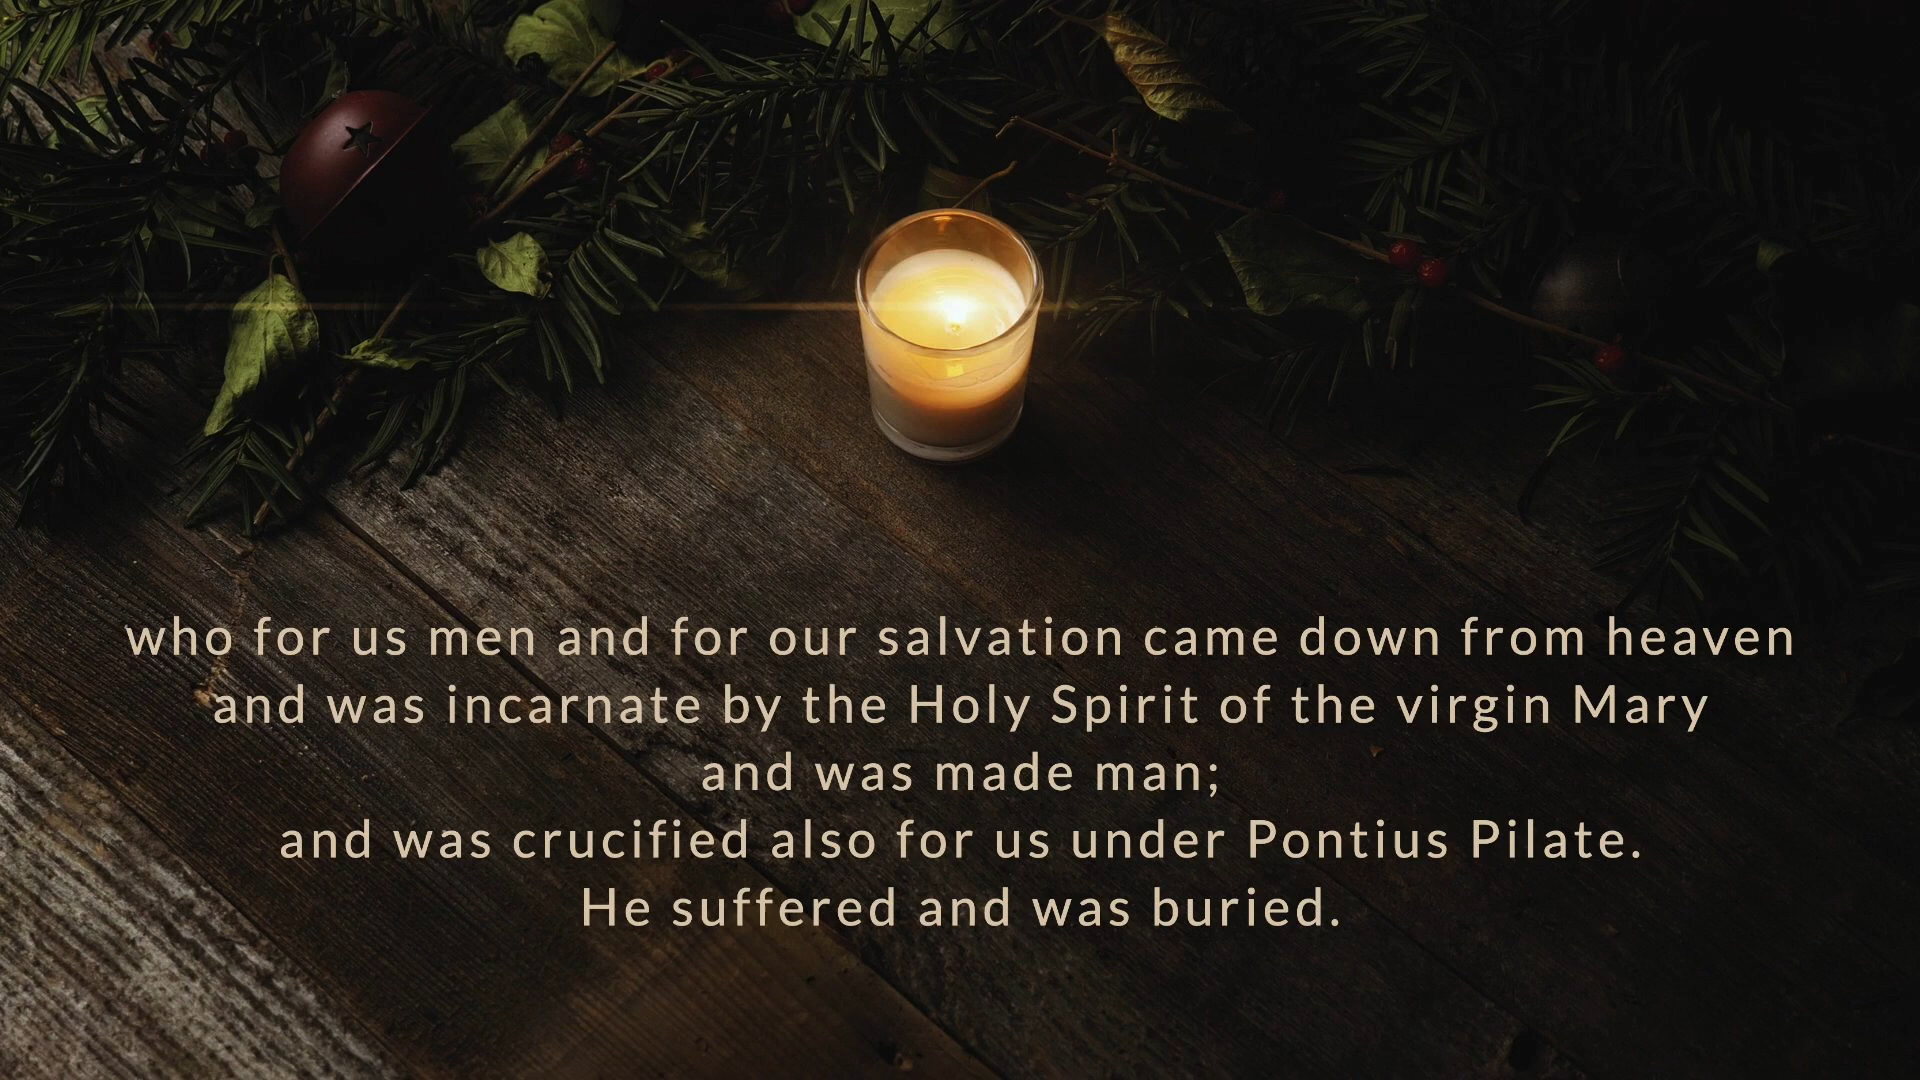 who for us men and for our salvation came down from heaven
and was incarnate by the Holy Spirit of the virgin Mary
and was made man;
and was crucified also for us under Pontius Pilate.
He suffered and was buried.